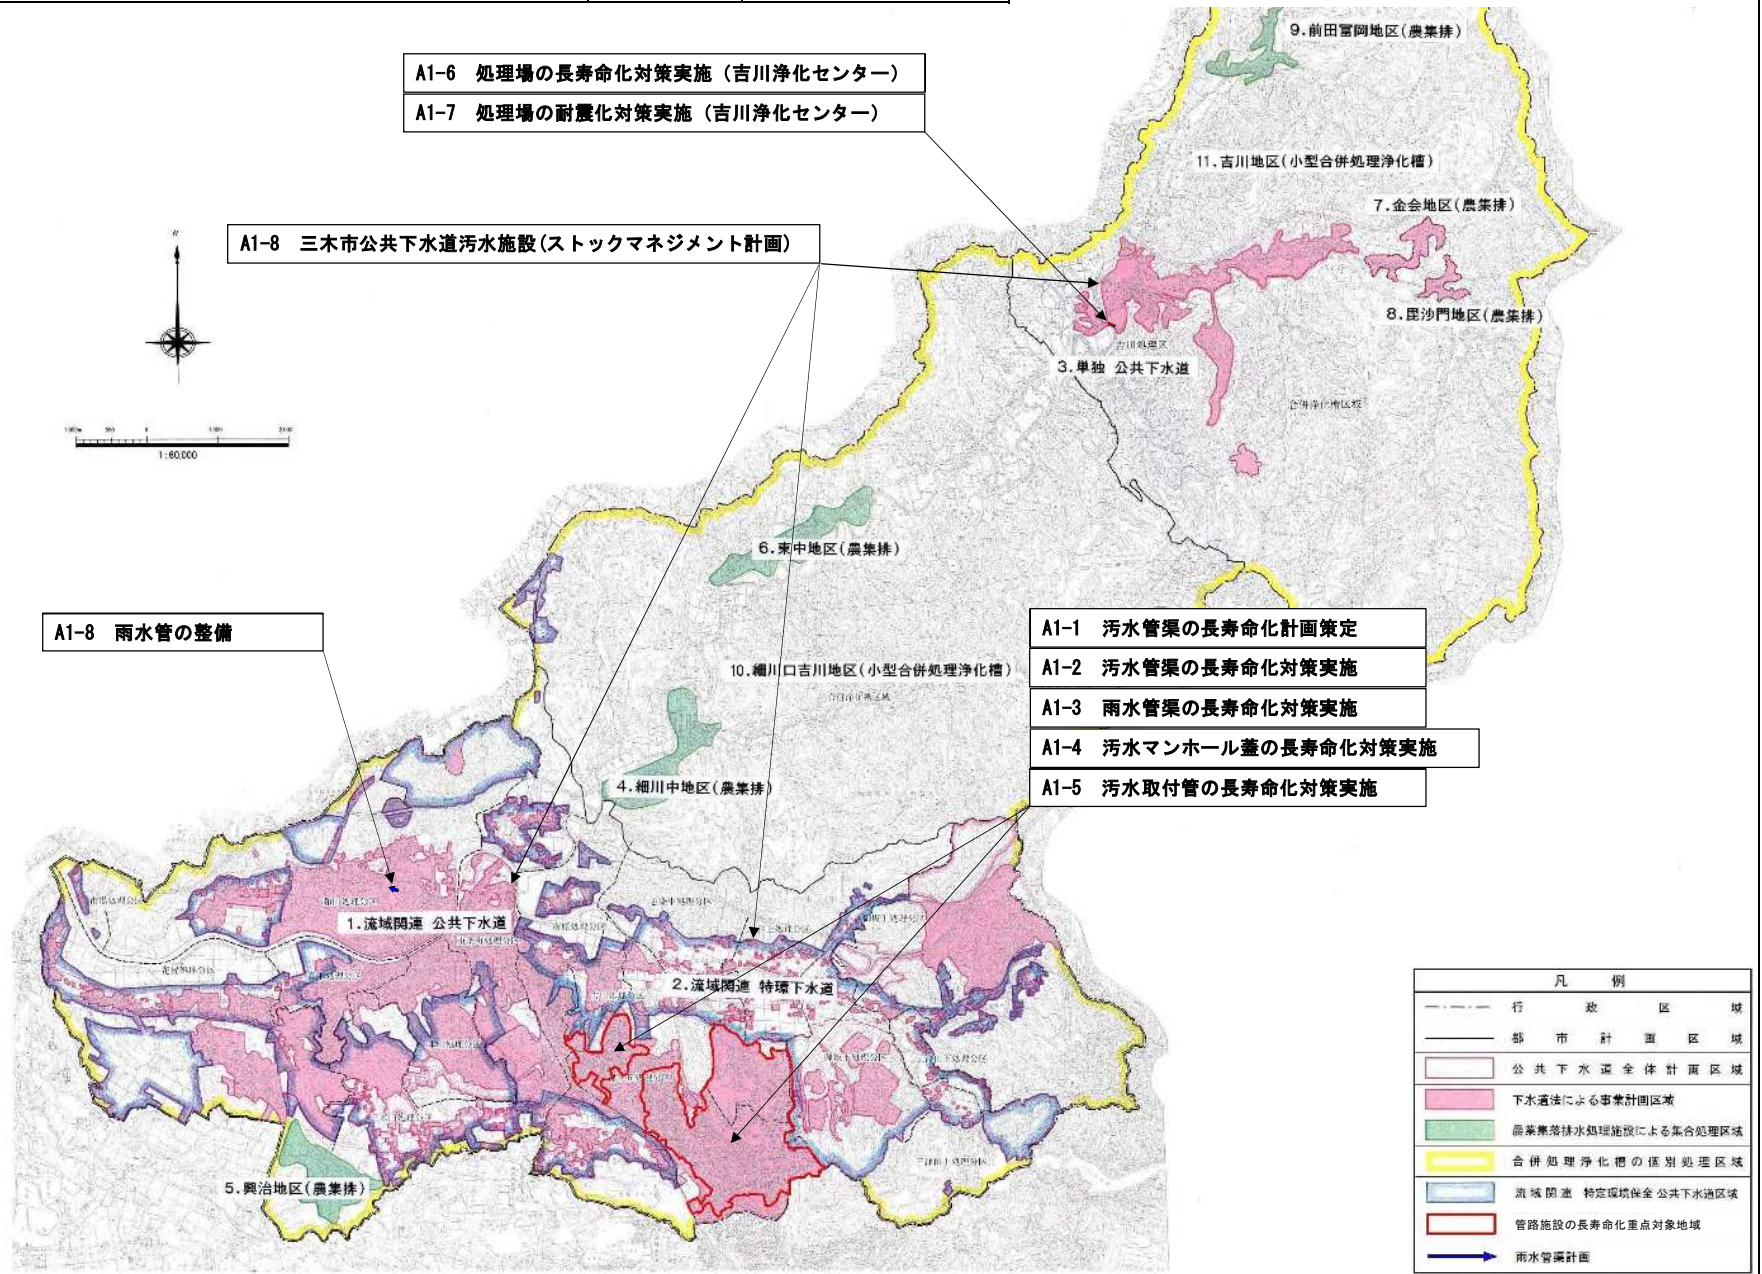 9.前田冨岡地区(農集排)
A1-6 処理場の長寿命化対策実施（吉川浄化センター）
A1-7 処理場の耐震化対策実施（吉川浄化センター）
11.吉川地区(小型合併処理浄化槽)
7.金会地区(農集排)
A1-8 三木市公共下水道汚水施設(ストックマネジメント計画)
8.毘沙門地区(農集排)
吉川処理区
3.単独 公共下水道
合併浄化槽区域
1:60,000
6.東中地区(農集排)
A1-8 雨水管の整備
A1-1 汚水管渠の長寿命化計画策定
A1-2 汚水管渠の長寿命化対策実施
A1-3 雨水管渠の長寿命化対策実施
A1-4 汚水マンホール蓋の長寿命化対策実施
A1-5 汚水取付管の長寿命化対策実施
10.細川口吉川地区(小型合併処理浄化槽)
合併浄化槽区域
4.細川中地区(農集排)
1.流域関連 公共下水道
2.流域関連 特環下水道
5.興治地区(農集排)
凡 例
行政区域
都市計画区域
公共下水道全体計画区域
下水道法による事業計画区域
農業集落排水処理施設による集合処理区域
合併処理浄化槽の個別処理区域
流域関連 特定環境保全公共下水道区域
管路施設の長寿命化重点対象地域
雨水管渠計画